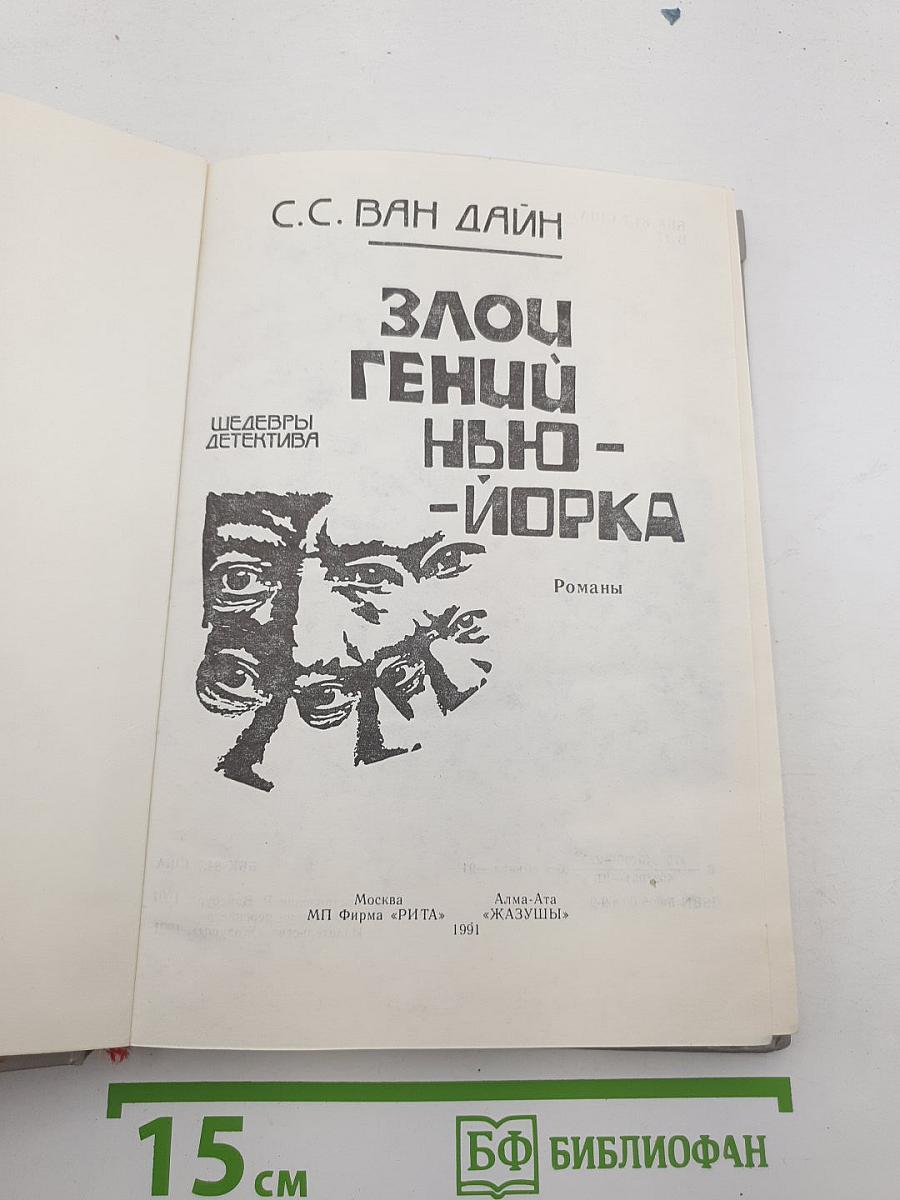 С.С. ВАН ДАЙН
ЗЛОЙ
ГЕНИЙ
НЬЮ-
-ЙОРКА
ШЕДЕВРЫ
ДЕТЕКТИВА
Романы
Москва
МП Фирма «РИТА»
Алма-Ата
«ЖАЗУШЫ»
1991
15 СМ
БФ БИБЛИОФАН